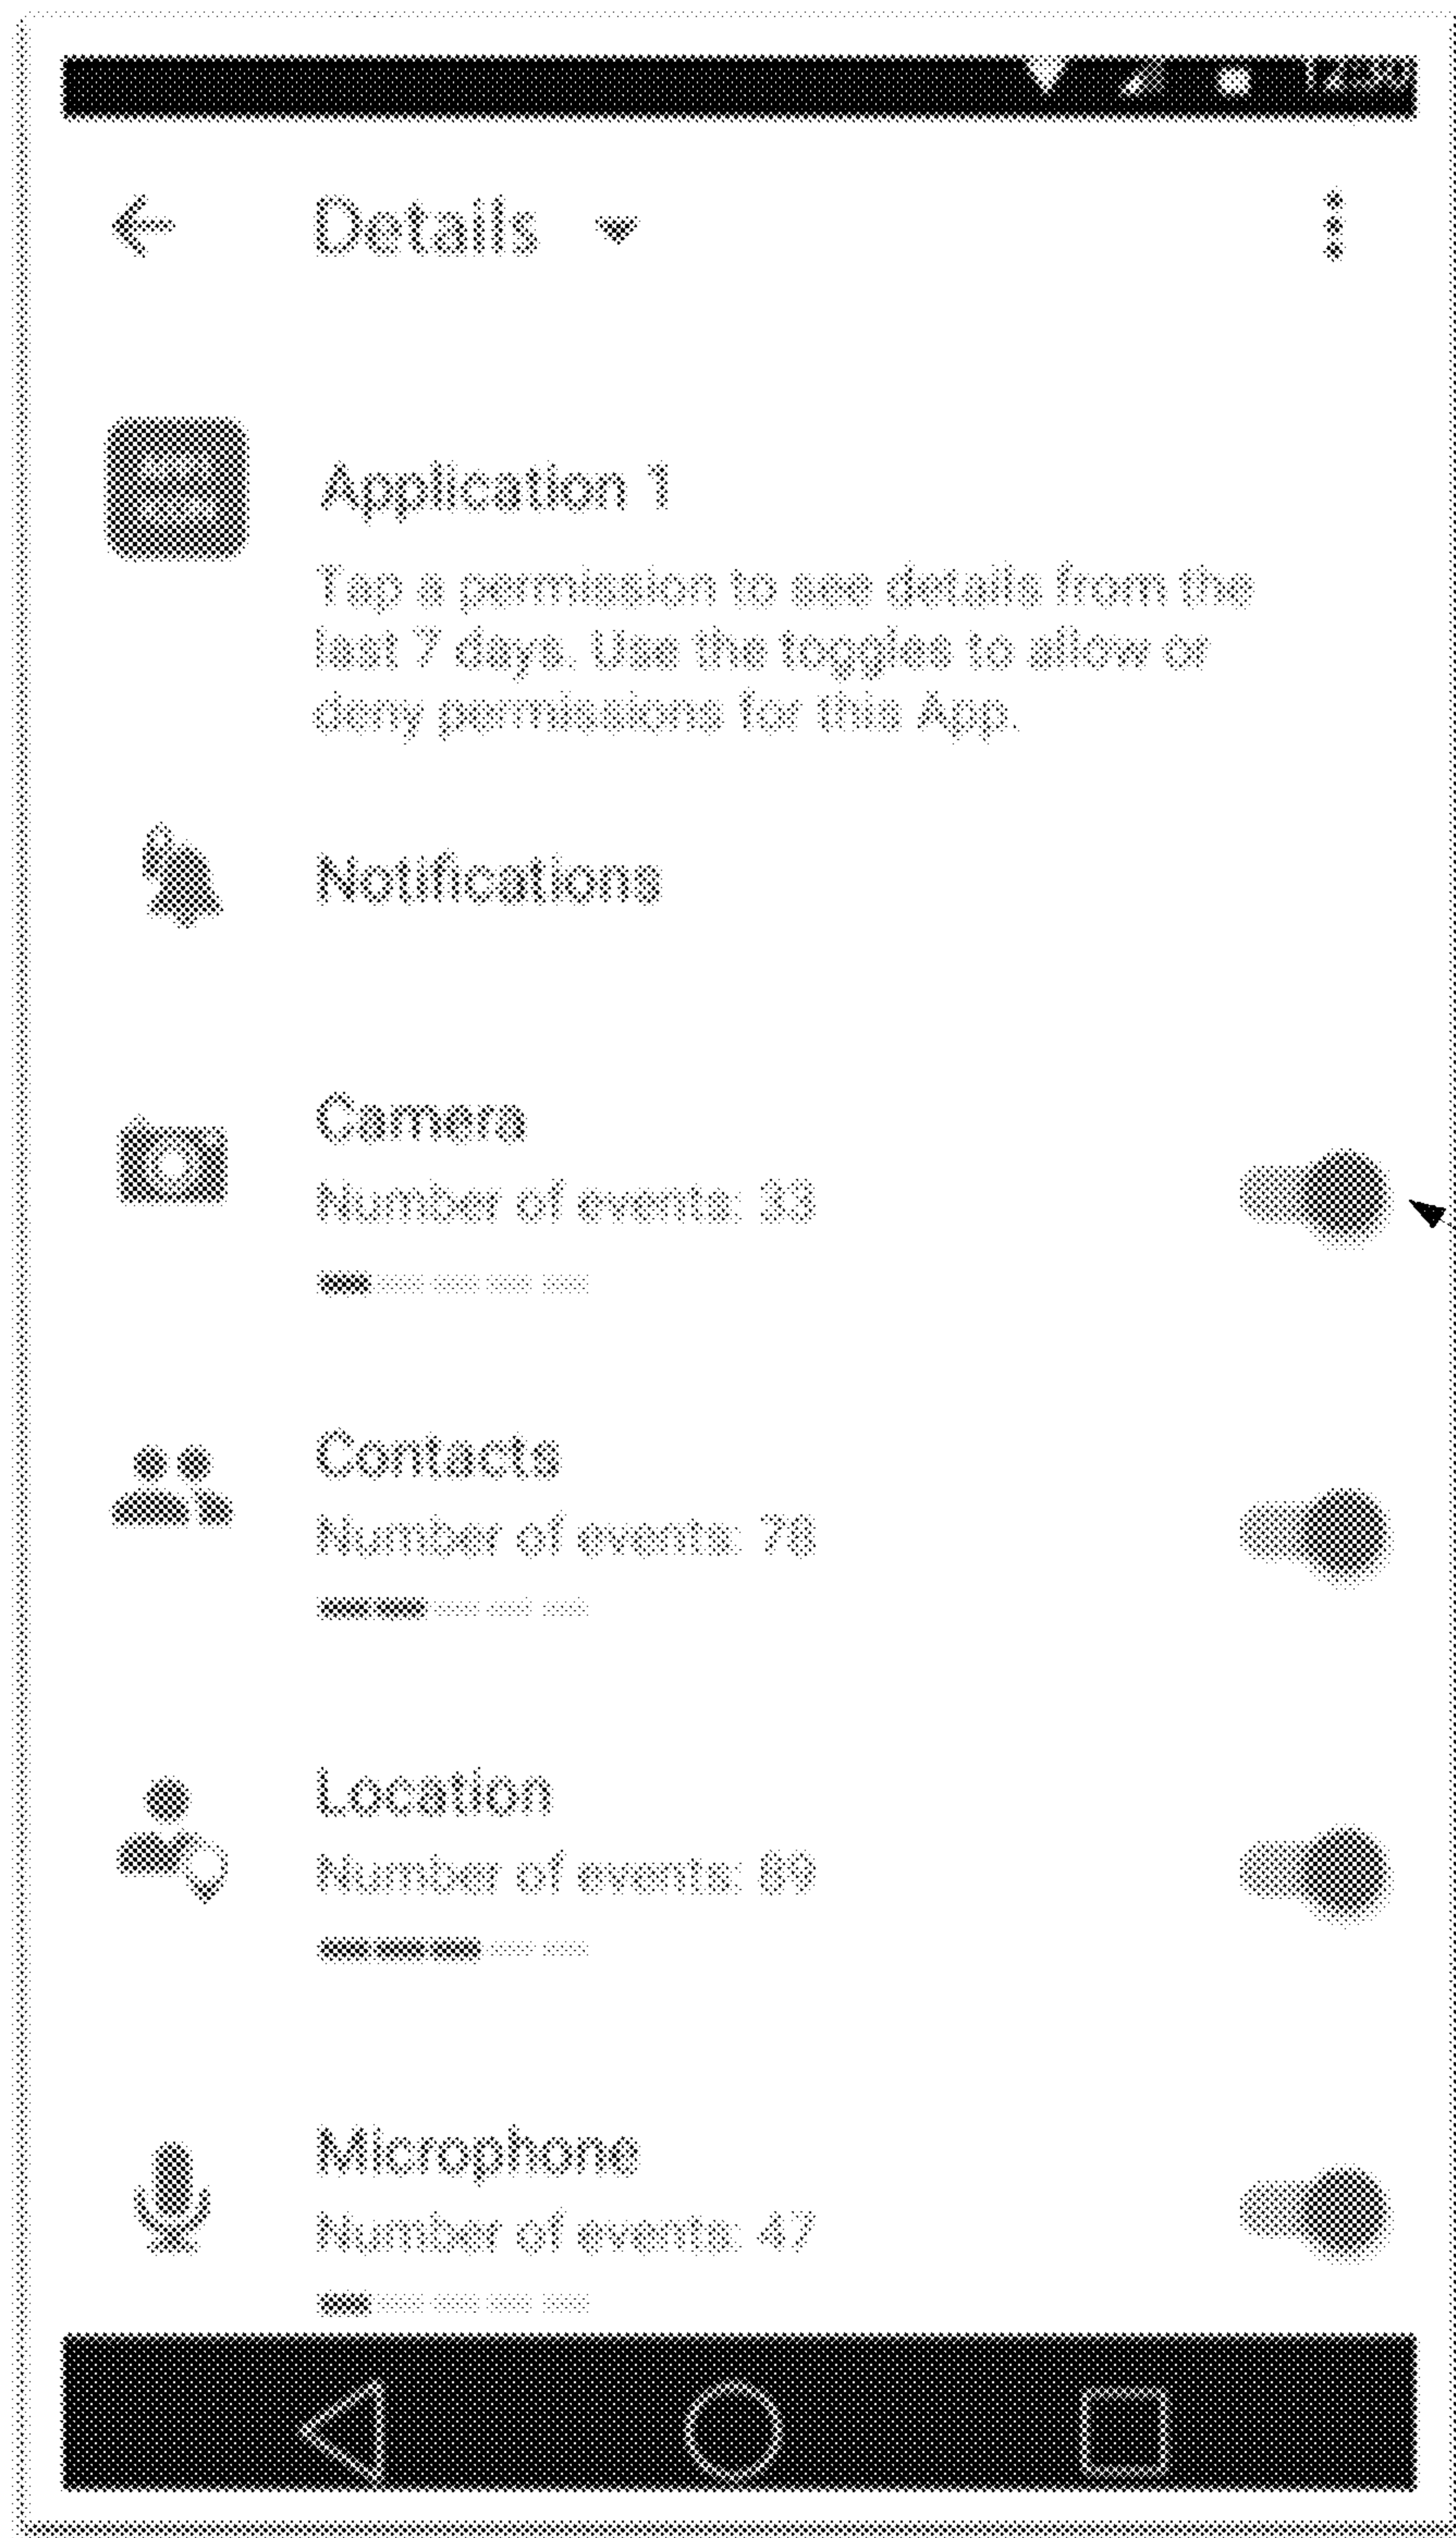 Details
Application 1
Tap a permission to see details from the
last 7 days. Use the toggles to allow or
deny permissions for this App.
Notifications
Camera
Number of events: 33
Contacts
Number of events: 78
Location
Number of events: 89
Microphone
Number of events: 47